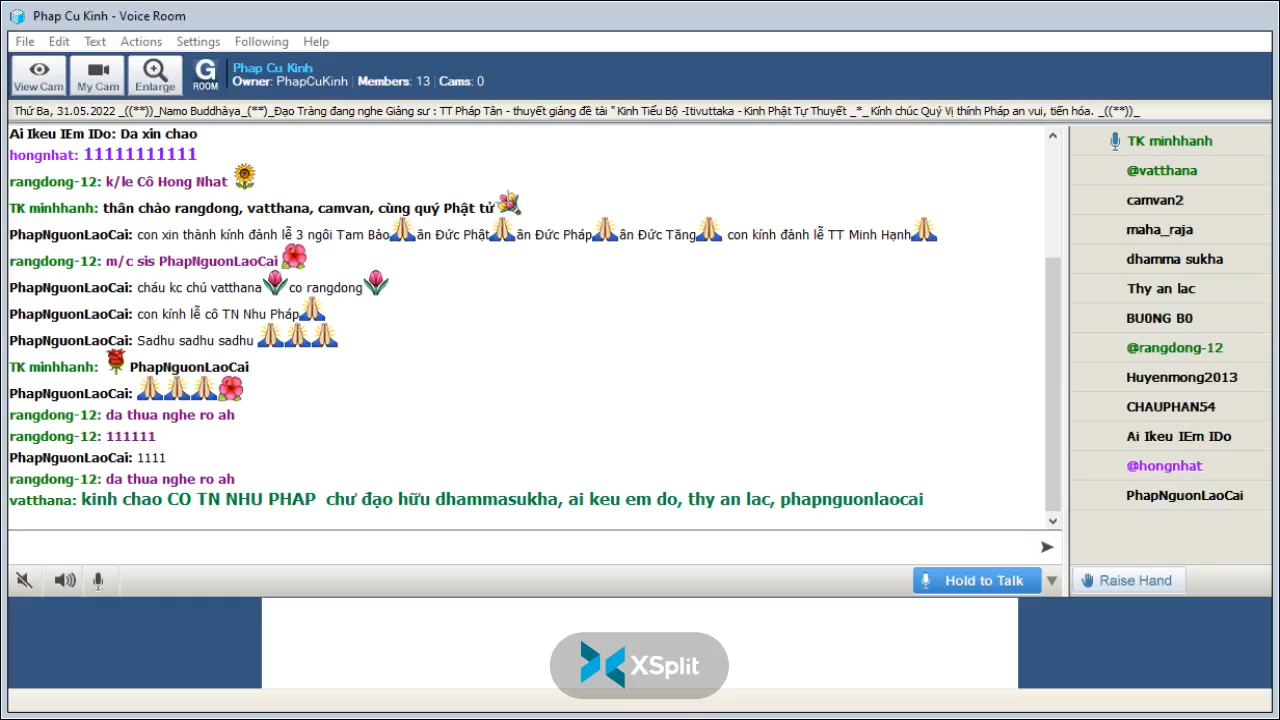 Phap Cu Kinh - Voice Room
File Edit Text Actions Settings Following Help
View Cam My Cam Enlarge G ROOM
Phap Cu Kinh
Owner: PhapCuKinh | Members: 13 | Cams: 0
Thứ Ba, 31.05.2022 _((**))_Namo Buddhàya_(**)_Đạo Tràng đang nghe Giảng sư : TT Pháp Tân - thuyết giảng đề tài " Kinh Tiểu Bộ -Itivuttaka - Kinh Phật Tự Thuyết _*_ Kính chúc Quý Vị thính Pháp an vui, tiến hóa. _((**))_
Ai Ikeu IEm IDo: Da xin chao
hongnhat: 11111111111
rangdong-12: k/le Cô Hong Nhat
TK minhhanh: thân chào rangdong, vatthana, camvan, cùng quý Phật tử
PhapNguonLaoCai: con xin thành kính đảnh lễ 3 ngôi Tam Bảo ân Đức Phật ân Đức Pháp ân Đức Tăng con kính đảnh lễ TT Minh Hạnh
rangdong-12: m/c sis PhapNguonLaoCai
PhapNguonLaoCai: cháu kc chú vatthana co rangdong
PhapNguonLaoCai: con kính lễ cô TN Nhu Pháp
PhapNguonLaoCai: Sadhu sadhu sadhu
TK minhhanh: PhapNguonLaoCai
PhapNguonLaoCai:
rangdong-12: da thua nghe ro ah
rangdong-12: 111111
PhapNguonLaoCai: 1111
rangdong-12: da thua nghe ro ah
vatthana: kinh chao CO TN NHU PHAP chư đạo hữu dhammasukha, ai keu em do, thy an lac, phapnguonlaocai
TK minhhanh
@vatthana
camvan2
maha_raja
dhamma sukha
Thy an lac
BU0NG B0
@rangdong-12
Huyenmong2013
CHAUPHAN54
Ai Ikeu IEm IDo
@hongnhat
PhapNguonLaoCai
Hold to Talk
Raise Hand
XSplit